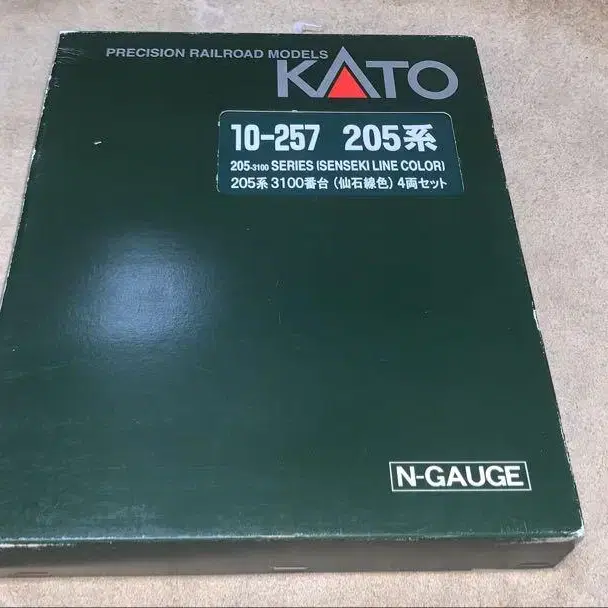 PRECISION RAILROAD MODELS
KATO
10-257 205系
205-3100 SERIES (SENSEKI LINE COLOR)
205系 3100番台 (仙石線色) 4両セット
N-GAUGE